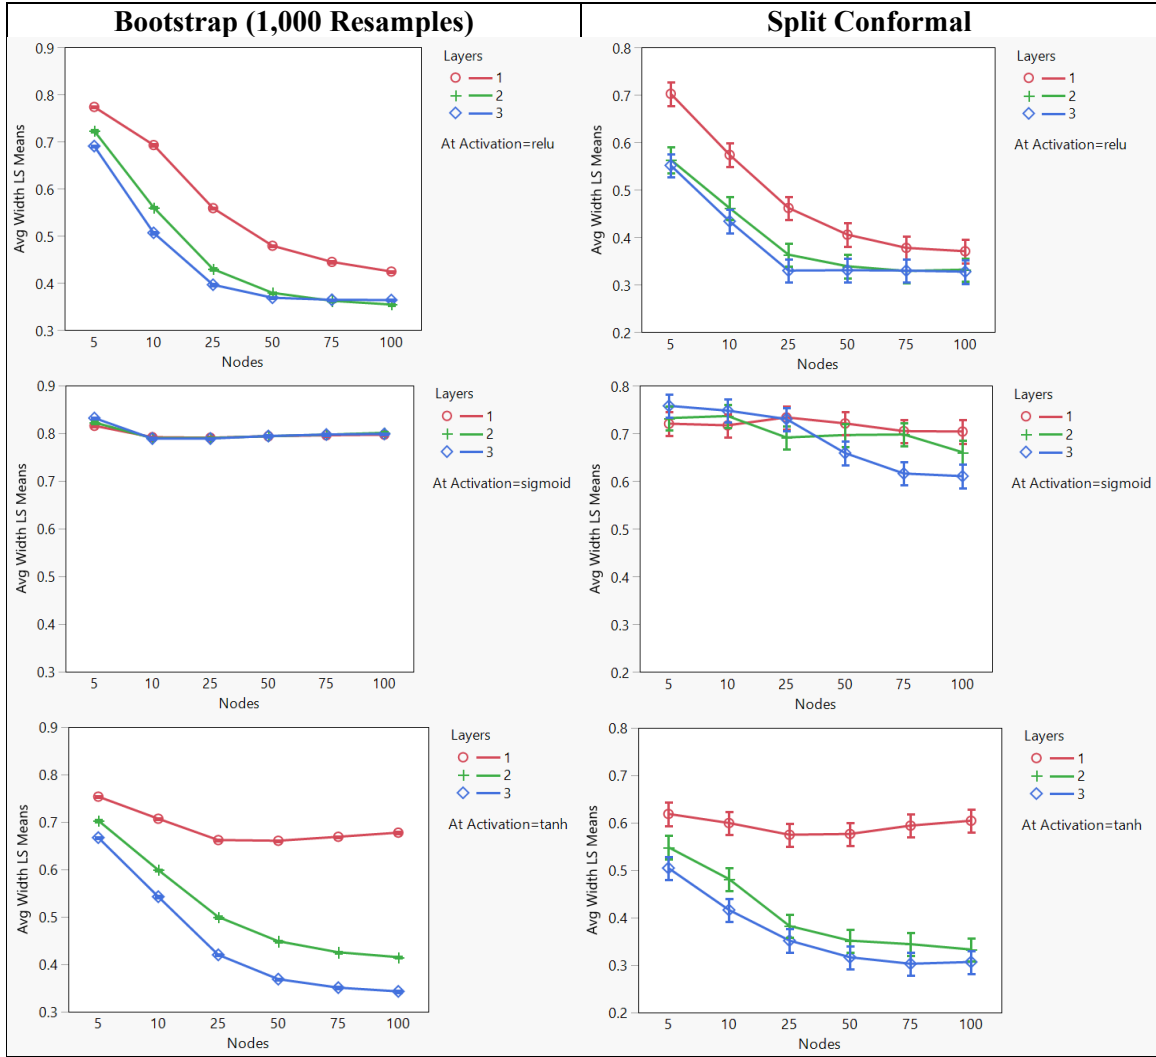 Bootstrap (1,000 Resamples)
Split Conformal
Avg Width LS Means
0.9
0.8
0.7
0.6
0.5
0.4
0.3
5 10 25 50 75 100
Nodes
Layers
1
2
3
At Activation=relu
Avg Width LS Means
0.8
0.7
0.6
0.5
0.4
0.3
0.2
5 10 25 50 75 100
Nodes
Layers
1
2
3
At Activation=relu
Avg Width LS Means
0.9
0.8
0.7
0.6
0.5
0.4
0.3
5 10 25 50 75 100
Nodes
Layers
1
2
3
At Activation=sigmoid
Avg Width LS Means
0.8
0.7
0.6
0.5
0.4
0.3
0.2
5 10 25 50 75 100
Nodes
Layers
1
2
3
At Activation=sigmoid
Avg Width LS Means
0.9
0.8
0.7
0.6
0.5
0.4
0.3
5 10 25 50 75 100
Nodes
Layers
1
2
3
At Activation=tanh
Avg Width LS Means
0.8
0.7
0.6
0.5
0.4
0.3
0.2
5 10 25 50 75 100
Nodes
Layers
1
2
3
At Activation=tanh